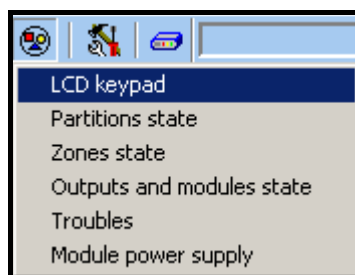 LCD keypad
Partitions state
Zones state
Outputs and modules state
Troubles
Module power supply